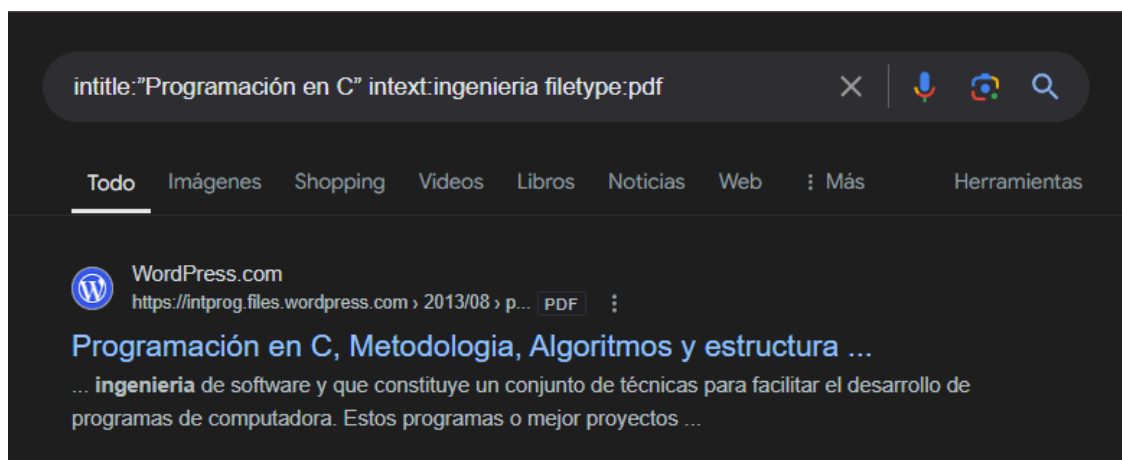 intitle:”Programación en C” intext:ingenieria filetype:pdf
Todo Imágenes Shopping Videos Libros Noticias Web Más Herramientas
WordPress.com
https://intprog.files.wordpress.com › 2013/08 › p... PDF
Programación en C, Metodologia, Algoritmos y estructura ...
... ingenieria de software y que constituye un conjunto de técnicas para facilitar el desarrollo de
programas de computadora. Estos programas o mejor proyectos ...